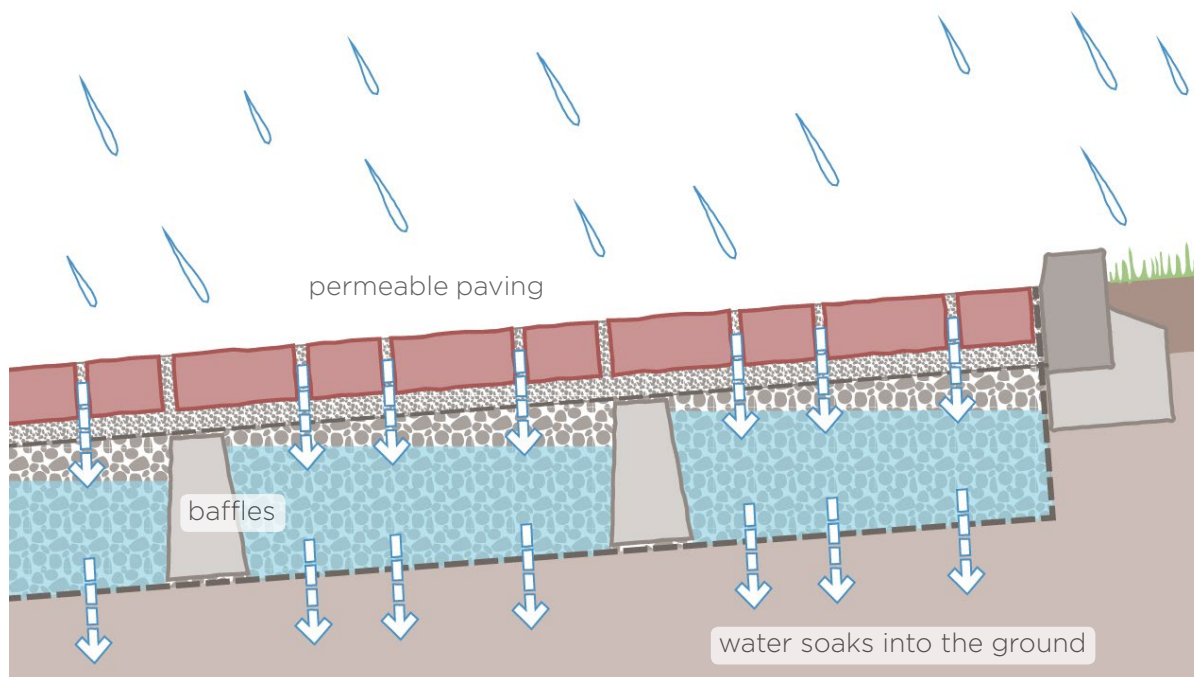 permeable paving
baffles
water soaks into the ground